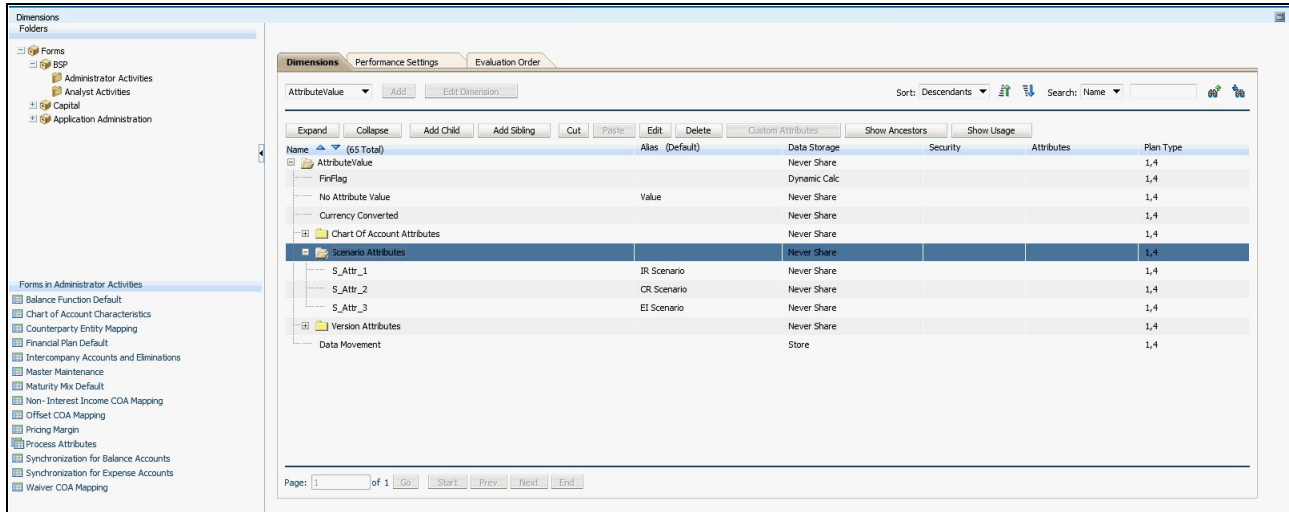 Dimensions
Folders
Forms
BSP
Administrator Activities
Analyst Activities
Capital
Application Administration
Forms in Administrator Activities
Balance Function Default
Chart of Account Characteristics
Counterparty Entity Mapping
Financial Plan Default
Intercompany Accounts and Eliminations
Master Maintenance
Maturity Mix Default
Non- Interest Income COA Mapping
Offset COA Mapping
Pricing Margin
Process Attributes
Synchronization for Balance Accounts
Synchronization for Expense Accounts
Waiver COA Mapping
Dimensions Performance Settings Evaluation Order
AttributeValue Add Edit Dimension Sort: Descendants Search: Name
Expand Collapse Add Child Add Sibling Cut Paste Edit Delete Custom Attributes Show Ancestors Show Usage
Name (65 Total) Alias (Default) Data Storage Security Attributes Plan Type
AttributeValue Never Share 1,4
FinFlag Dynamic Calc 1,4
No Attribute Value Value Never Share 1,4
Currency Converted Never Share 1,4
Chart Of Account Attributes Never Share 1,4
Scenario Attributes Never Share 1,4
S_Attr_1 IR Scenario Never Share 1,4
S_Attr_2 CR Scenario Never Share 1,4
S_Attr_3 EI Scenario Never Share 1,4
Version Attributes Never Share 1,4
Data Movement Store 1,4
Page: 1 of 1 Go Start Prev Next End